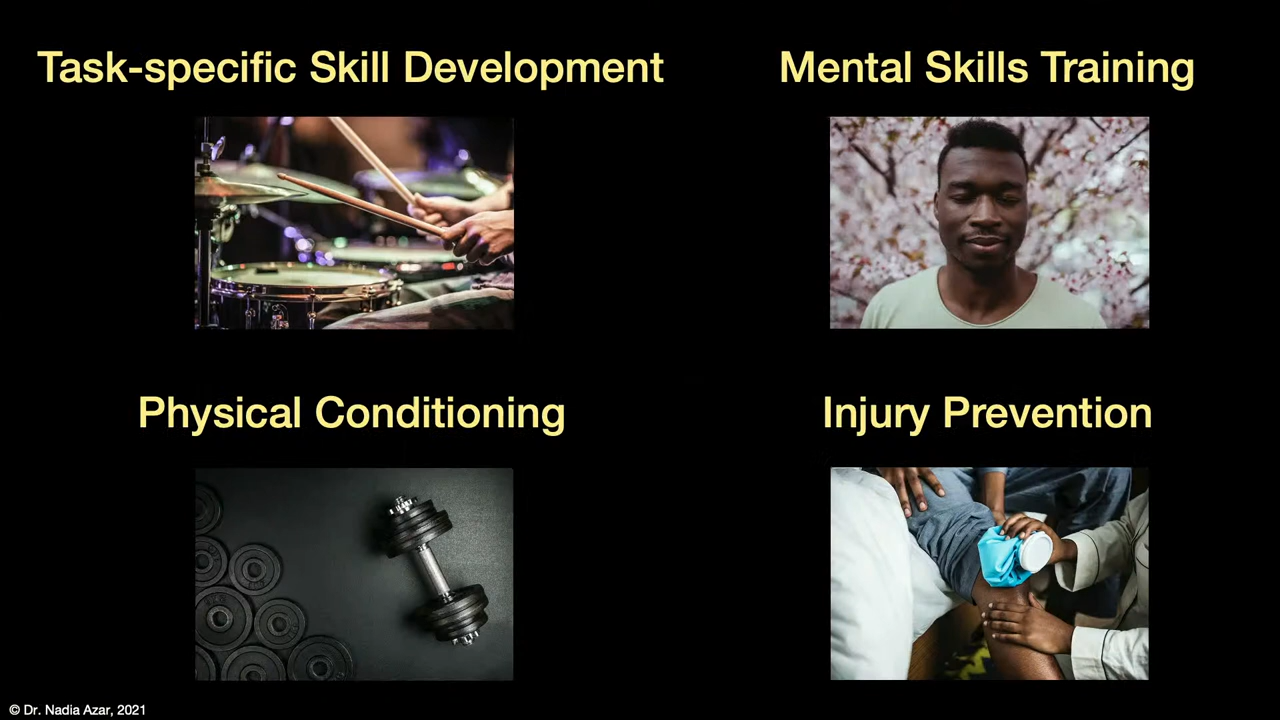 Task-specific Skill Development
Mental Skills Training
Physical Conditioning
Injury Prevention
© Dr. Nadia Azar, 2021